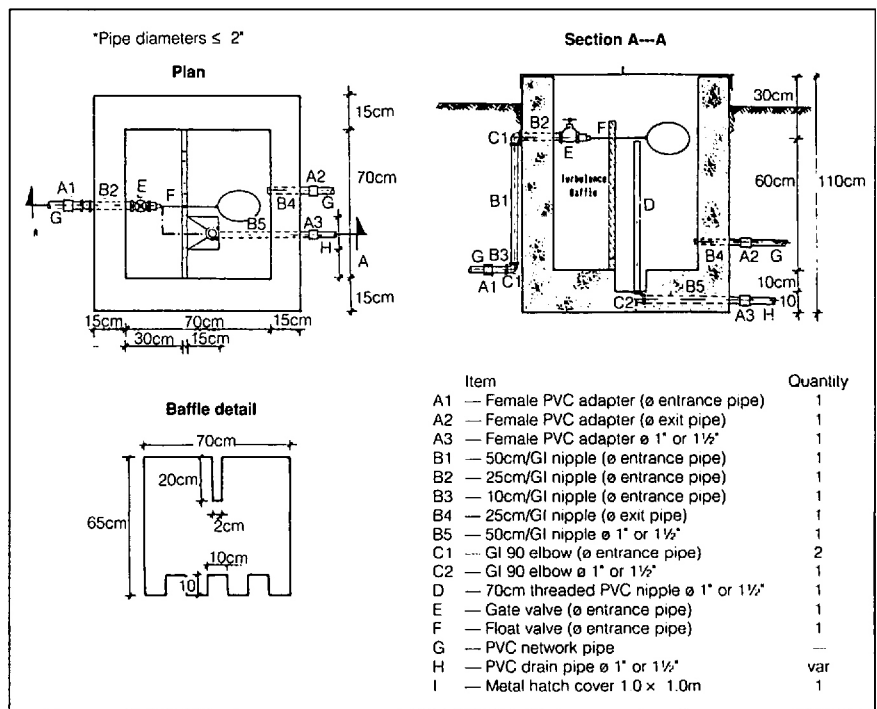 *Pipe diameters ≤ 2"
Plan
15cm
70cm
15cm
A1
B2
E
F
G
A2
B4
G
B5
A3
H
A
15cm
70cm
15cm
30cm
15cm
Section A---A
30cm
60cm
110cm
10cm
10
C1
B2
E
F
Turbulence
Baffle
D
B1
G
B3
A1
C1
B4
A2
G
B5
C2
A3
H
Baffle detail
70cm
20cm
65cm
2cm
10cm
10
Item Quantity
A1 — Female PVC adapter (ø entrance pipe) 1
A2 — Female PVC adapter (ø exit pipe) 1
A3 — Female PVC adapter ø 1" or 1½" 1
B1 — 50cm/GI nipple (ø entrance pipe) 1
B2 — 25cm/GI nipple (ø entrance pipe) 1
B3 — 10cm/GI nipple (ø entrance pipe) 1
B4 — 25cm/GI nipple (ø exit pipe) 1
B5 — 50cm/GI nipple ø 1" or 1½" 1
C1 — GI 90 elbow (ø entrance pipe) 2
C2 — GI 90 elbow ø 1" or 1½" 1
D — 70cm threaded PVC nipple ø 1" or 1½" 1
E — Gate valve (ø entrance pipe) 1
F — Float valve (ø entrance pipe) 1
G — PVC network pipe —
H — PVC drain pipe ø 1" or 1½" var
I — Metal hatch cover 1 0 × 1.0m 1